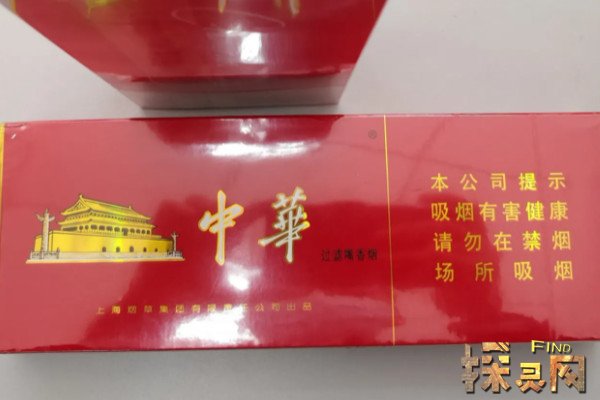 中華
®
过滤嘴香烟
上海烟草集团有限责任公司出品
本公司提示
吸烟有害健康
请勿在禁烟
场所吸烟
FIND
探灵网